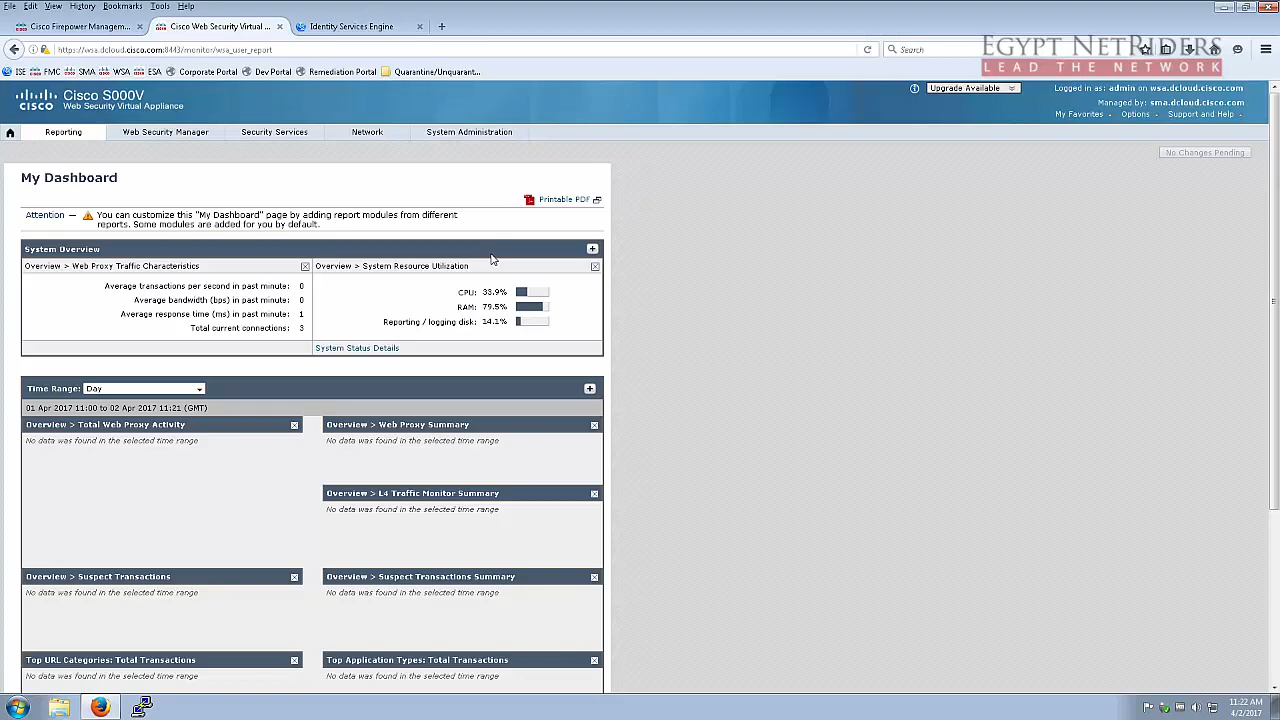 File Edit View History Bookmarks Tools Help
Cisco Firepower Managem...
Cisco Web Security Virtual ...
Identity Services Engine
https://wsa.dcloud.cisco.com:8443/monitor/wsa_user_report
Search
EGYPT NETRIDERS
LEAD THE NETWORK
ISE FMC SMA WSA ESA Corporate Portal Dev Portal Remediation Portal Quarantine/Unquarant...
CISCO
Cisco S000V
Web Security Virtual Appliance
Upgrade Available
Logged in as: admin on wsa.dcloud.cisco.com
Managed by: sma.dcloud.cisco.com
My Favorites Options Support and Help
Reporting Web Security Manager Security Services Network System Administration
No Changes Pending
My Dashboard
Printable PDF
Attention — You can customize this "My Dashboard" page by adding report modules from different
reports. Some modules are added for you by default.
System Overview
Overview > Web Proxy Traffic Characteristics
Average transactions per second in past minute: 0
Average bandwidth (bps) in past minute: 0
Average response time (ms) in past minute: 1
Total current connections: 3
Overview > System Resource Utilization
CPU: 33.9%
RAM: 79.5%
Reporting / logging disk: 14.1%
System Status Details
Time Range: Day
01 Apr 2017 11:00 to 02 Apr 2017 11:21 (GMT)
Overview > Total Web Proxy Activity
No data was found in the selected time range
Overview > Web Proxy Summary
No data was found in the selected time range
Overview > L4 Traffic Monitor Summary
No data was found in the selected time range
Overview > Suspect Transactions
No data was found in the selected time range
Overview > Suspect Transactions Summary
No data was found in the selected time range
Top URL Categories: Total Transactions
No data was found in the selected time range
Top Application Types: Total Transactions
No data was found in the selected time range
11:22 AM
4/2/2017